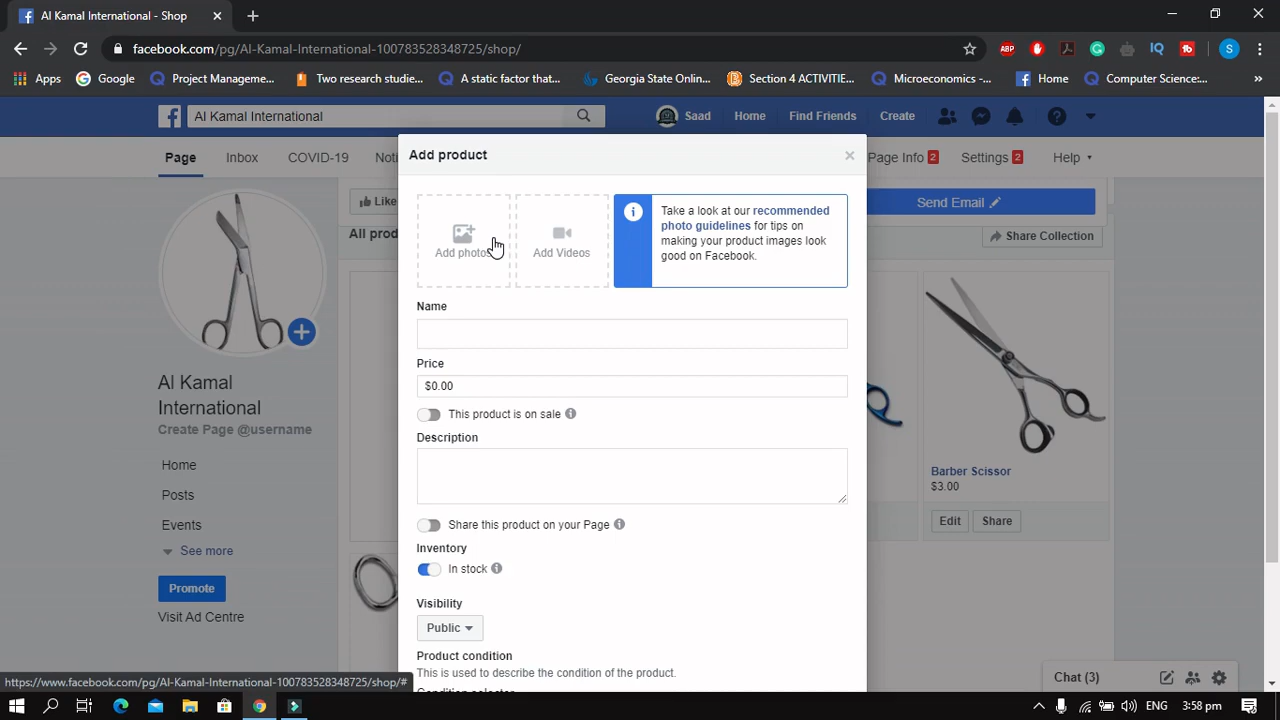 Al Kamal International - Shop
facebook.com/pg/Al-Kamal-International-100783528348725/shop/
ABP
S
Apps
Google
Project Manageme...
Two research studie...
A static factor that...
Georgia State Onlin...
Section 4 ACTIVITIE...
Microeconomics -...
Home
Computer Science:...
Al Kamal International
Saad
Home
Find Friends
Create
Page
Inbox
COVID-19
Noti
Page Info 2
Settings 2
Help
Add product
Like
Send Email
All prod
Share Collection
Add photos
Add Videos
Take a look at our recommended
photo guidelines for tips on
making your product images look
good on Facebook.
Name
Price
$0.00
This product is on sale
Description
Share this product on your Page
Inventory
In stock
Visibility
Public
Product condition
This is used to describe the condition of the product.
Condition selector
Al Kamal
International
Create Page @username
Home
Posts
Events
See more
Promote
Visit Ad Centre
Barber Scissor
$3.00
Edit
Share
https://www.facebook.com/pg/Al-Kamal-International-100783528348725/shop/#
Chat (3)
3:58 pm